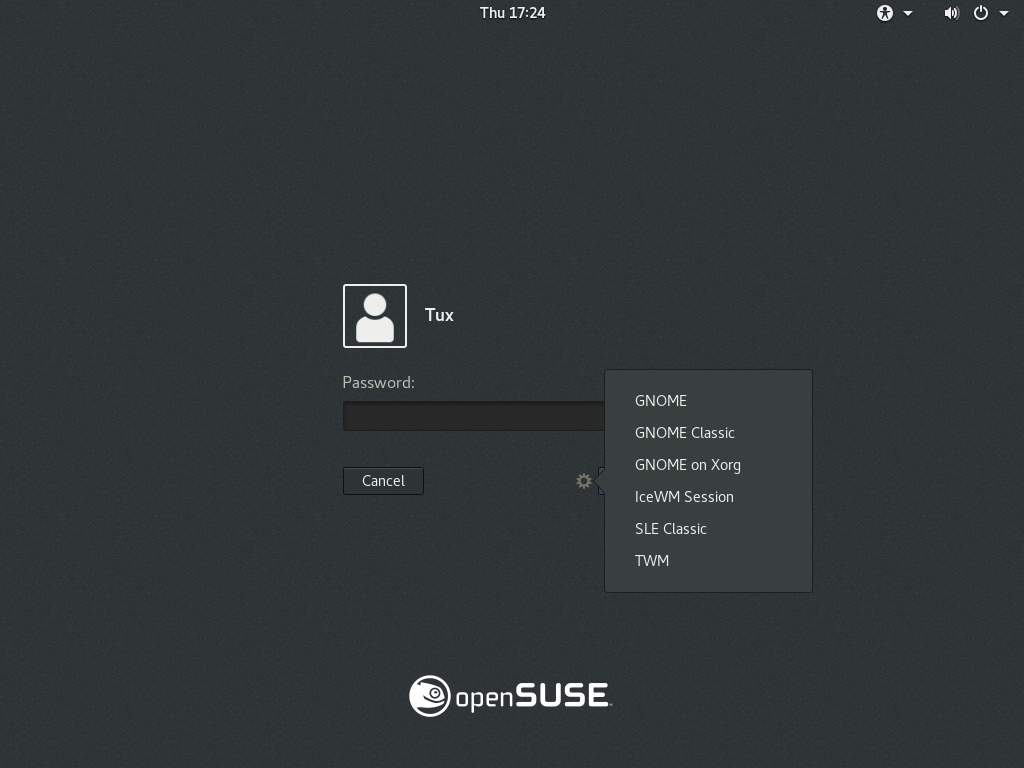 Thu 17:24
Tux
Password:
Cancel
GNOME
GNOME Classic
GNOME on Xorg
IceWM Session
SLE Classic
TWM
openSUSE